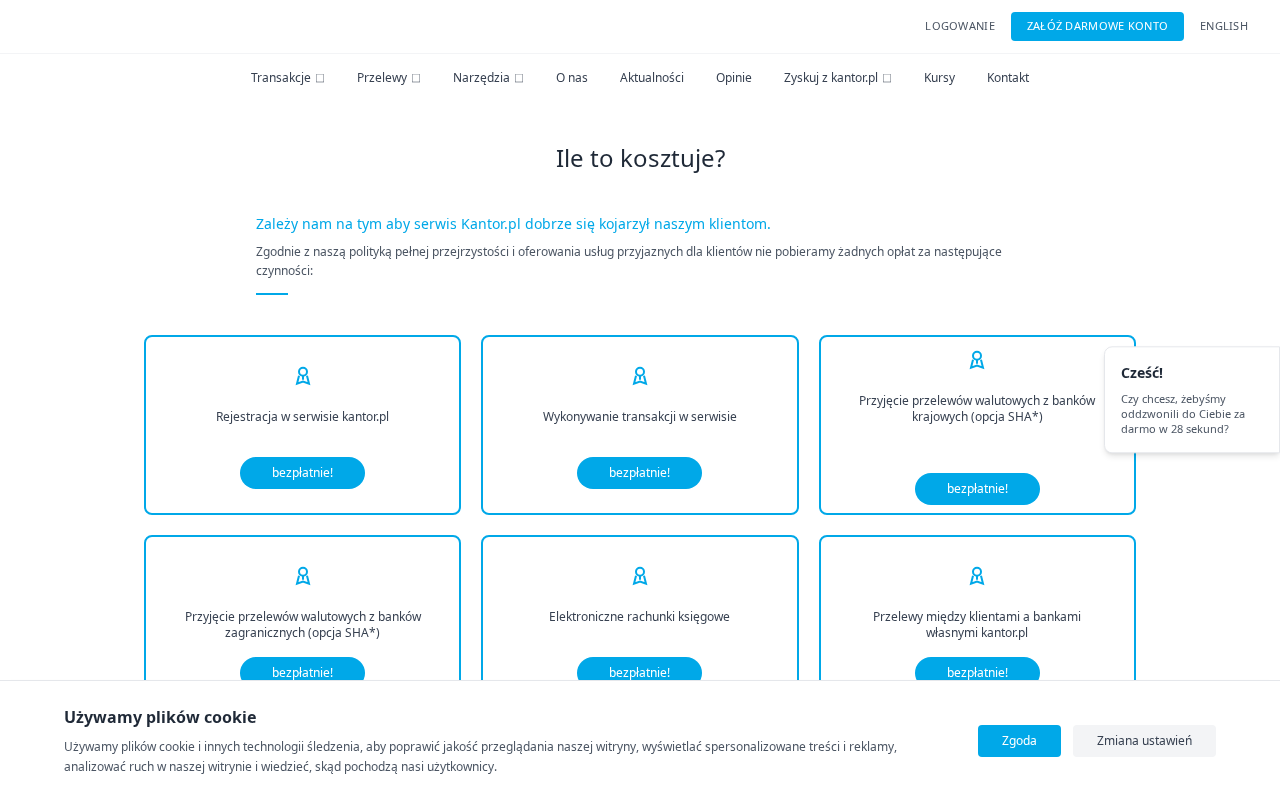 LOGOWANIE
ZAŁÓŻ DARMOWE KONTO
ENGLISH
Transakcje
Przelewy
Narzędzia
O nas
Aktualności
Opinie
Zyskuj z kantor.pl
Kursy
Kontakt
Ile to kosztuje?
Zależy nam na tym aby serwis Kantor.pl dobrze się kojarzył naszym klientom.
Zgodnie z naszą polityką pełnej przejrzystości i oferowania usług przyjaznych dla klientów nie pobieramy żadnych opłat za następujące
czynności:
Rejestracja w serwisie kantor.pl
bezpłatnie!
Wykonywanie transakcji w serwisie
bezpłatnie!
Przyjęcie przelewów walutowych z banków
krajowych (opcja SHA*)
bezpłatnie!
Cześć!
Czy chcesz, żebyśmy
oddzwonili do Ciebie za
darmo w 28 sekund?
Przyjęcie przelewów walutowych z banków
zagranicznych (opcja SHA*)
bezpłatnie!
Elektroniczne rachunki księgowe
bezpłatnie!
Przelewy między klientami a bankami
własnymi kantor.pl
bezpłatnie!
Używamy plików cookie
Używamy plików cookie i innych technologii śledzenia, aby poprawić jakość przeglądania naszej witryny, wyświetlać spersonalizowane treści i reklamy,
analizować ruch w naszej witrynie i wiedzieć, skąd pochodzą nasi użytkownicy.
Zgoda
Zmiana ustawień